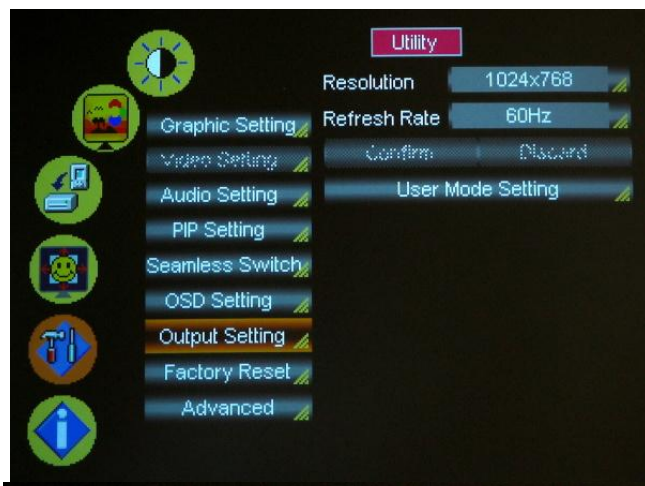 Utility
Resolution 1024x768
Graphic Setting
Refresh Rate 60Hz
Video Setting
Confirm Discard
Audio Setting
User Mode Setting
PIP Setting
Seamless Switch
OSD Setting
Output Setting
Factory Reset
Advanced